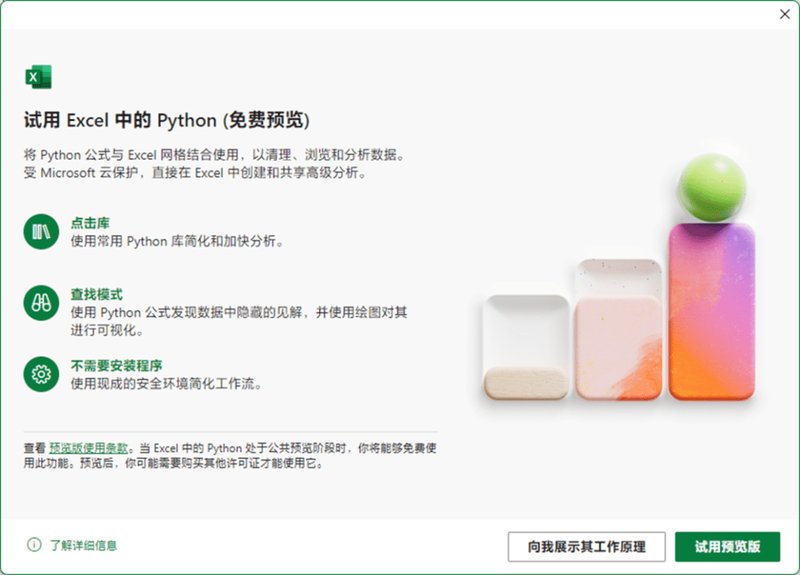 试用 Excel 中的 Python (免费预览)
将 Python 公式与 Excel 网格结合使用，以清理、浏览和分析数据。
受 Microsoft 云保护，直接在 Excel 中创建和共享高级分析。
点击库
使用常用 Python 库简化和加快分析。
查找模式
使用 Python 公式发现数据中隐藏的见解，并使用绘图对其
进行可视化。
不需要安装程序
使用现成的安全环境简化工作流。
查看 预览版使用条款。当 Excel 中的 Python 处于公共预览阶段时，你将能够免费使
用此功能。预览后，你可能需要购买其他许可证才能使用它。
了解详细信息
向我展示其工作原理
试用预览版